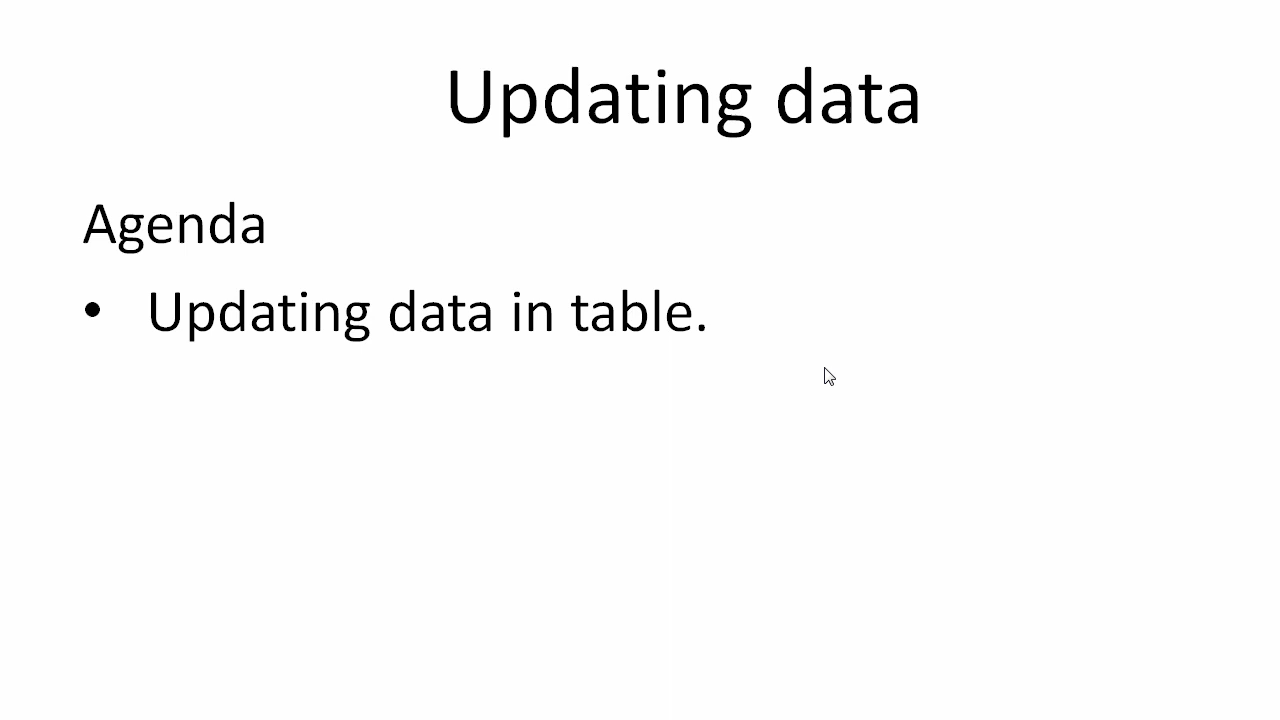 Updating data
Agenda
• Updating data in table.